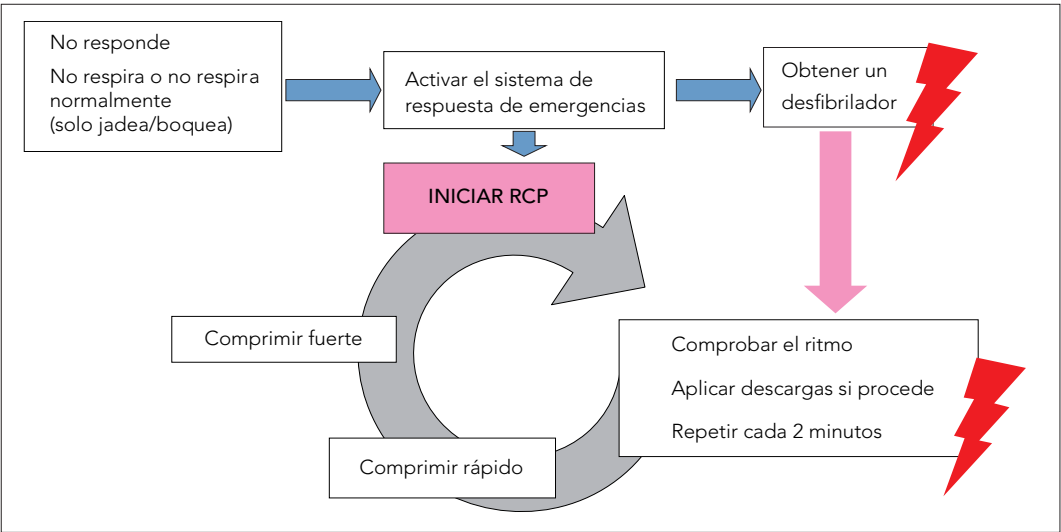 No responde
No respira o no respira
normalmente
(solo jadea/boquea)
Activar el sistema de
respuesta de emergencias
Obtener un
desfibrilador
INICIAR RCP
Comprimir fuerte
Comprimir rápido
Comprobar el ritmo
Aplicar descargas si procede
Repetir cada 2 minutos